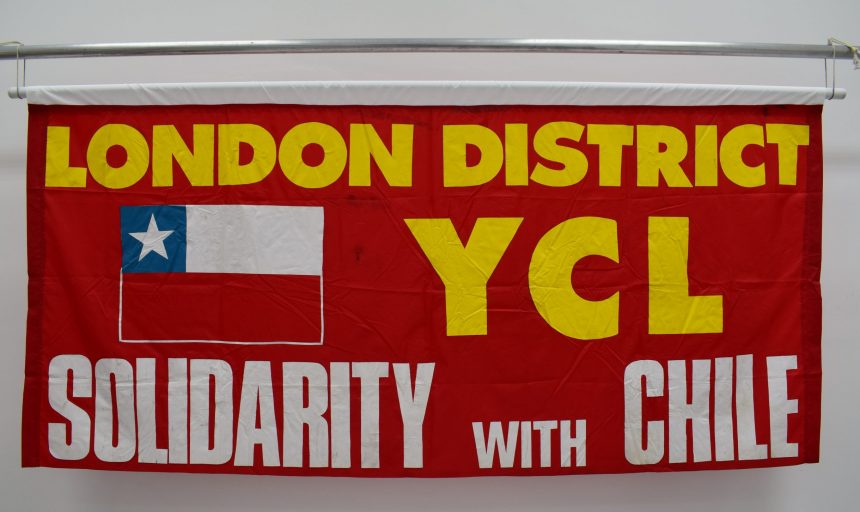 LONDON DISTRICT
YCL
SOLIDARITY WITH CHILE